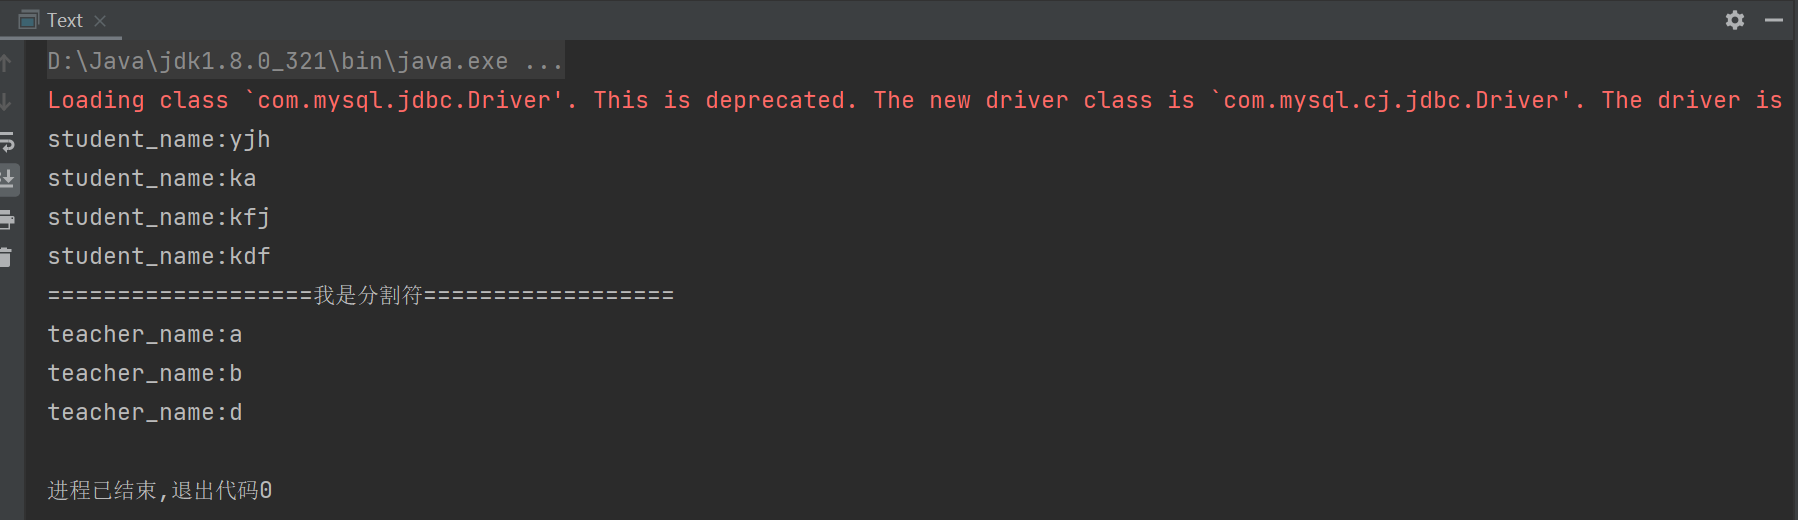 Text
D:\Java\jdk1.8.0_321\bin\java.exe ...
Loading class `com.mysql.jdbc.Driver'. This is deprecated. The new driver class is `com.mysql.cj.jdbc.Driver'. The driver is
student_name:yjh
student_name:ka
student_name:kfj
student_name:kdf
===================我是分割符==================
teacher_name:a
teacher_name:b
teacher_name:d
进程已结束,退出代码0